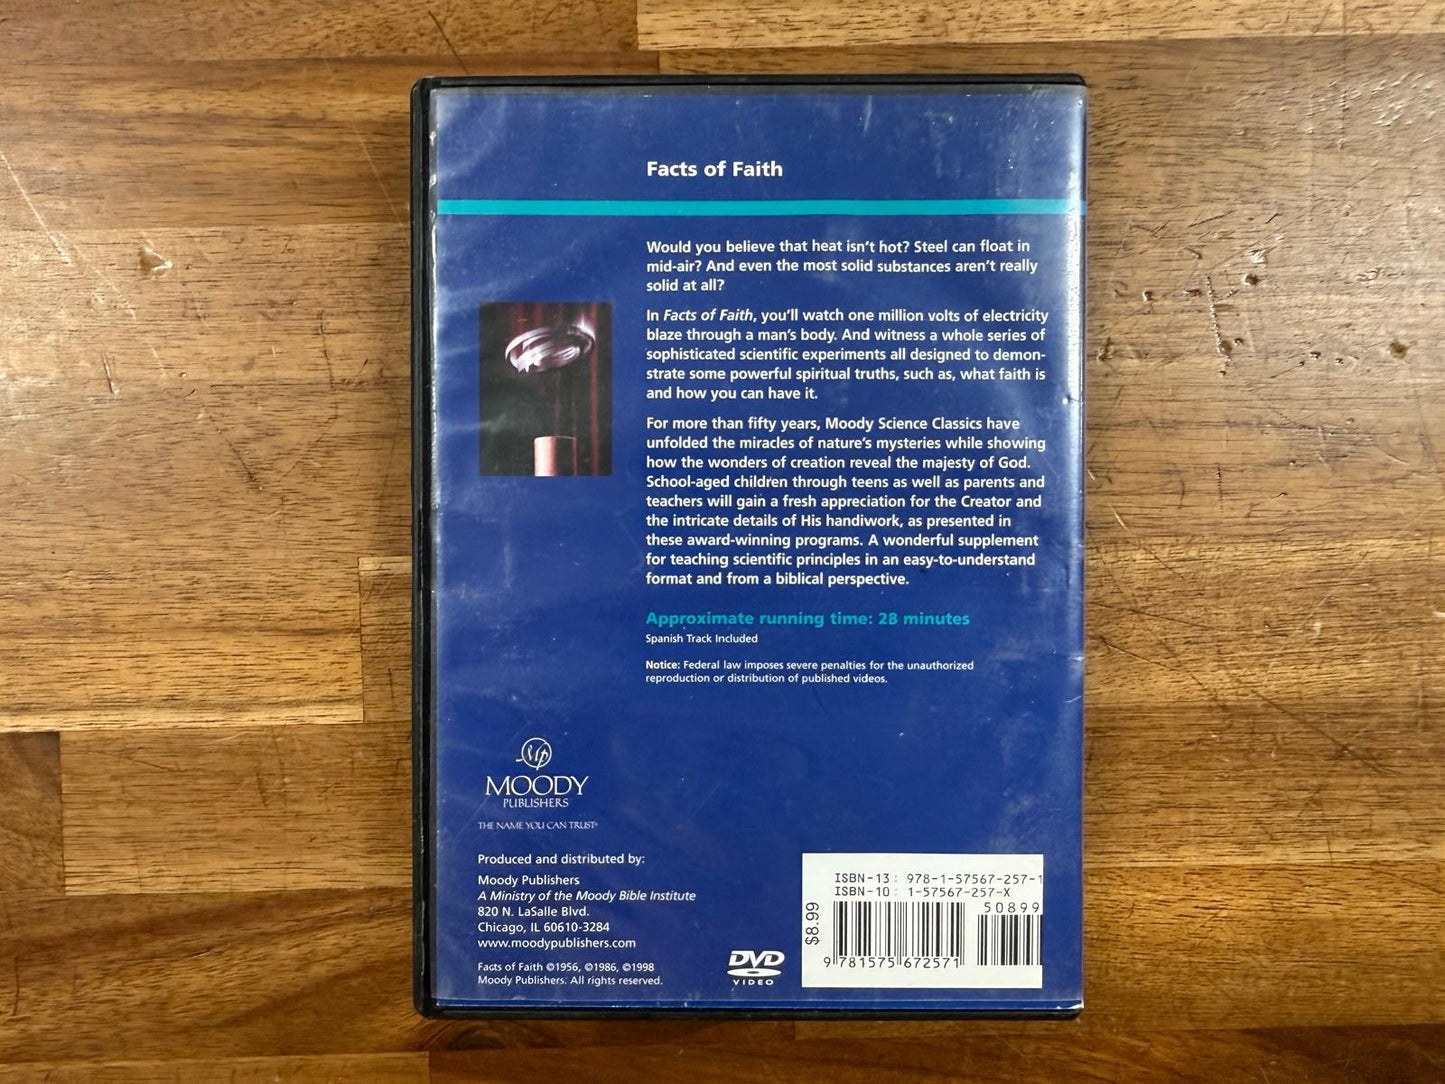 Facts of Faith
Would you believe that heat isn't hot? Steel can float in
mid-air? And even the most solid substances aren't really
solid at all?
In Facts of Faith, you'll watch one million volts of electricity
blaze through a man's body. And witness a whole series of
sophisticated scientific experiments all designed to demon-
strate some powerful spiritual truths, such as, what faith is
and how you can have it.
For more than fifty years, Moody Science Classics have
unfolded the miracles of nature's mysteries while showing
how the wonders of creation reveal the majesty of God.
School-aged children through teens as well as parents and
teachers will gain a fresh appreciation for the Creator and
the intricate details of His handiwork, as presented in
these award-winning programs. A wonderful supplement
for teaching scientific principles in an easy-to-understand
format and from a biblical perspective.
Approximate running time: 28 minutes
Spanish Track Included
Notice: Federal law imposes severe penalties for the unauthorized
reproduction or distribution of published videos.
MP
MOODY
PUBLISHERS
THE NAME YOU CAN TRUST®
Produced and distributed by:
Moody Publishers
A Ministry of the Moody Bible Institute
820 N. LaSalle Blvd.
Chicago, IL 60610-3284
www.moodypublishers.com
Facts of Faith ©1956, ©1986, ©1998
Moody Publishers. All rights reserved.
DVD
VIDEO
ISBN-13: 978-1-57567-257-1
ISBN-10: 1-57567-257-X
50899
$8.99
9 781575 672571